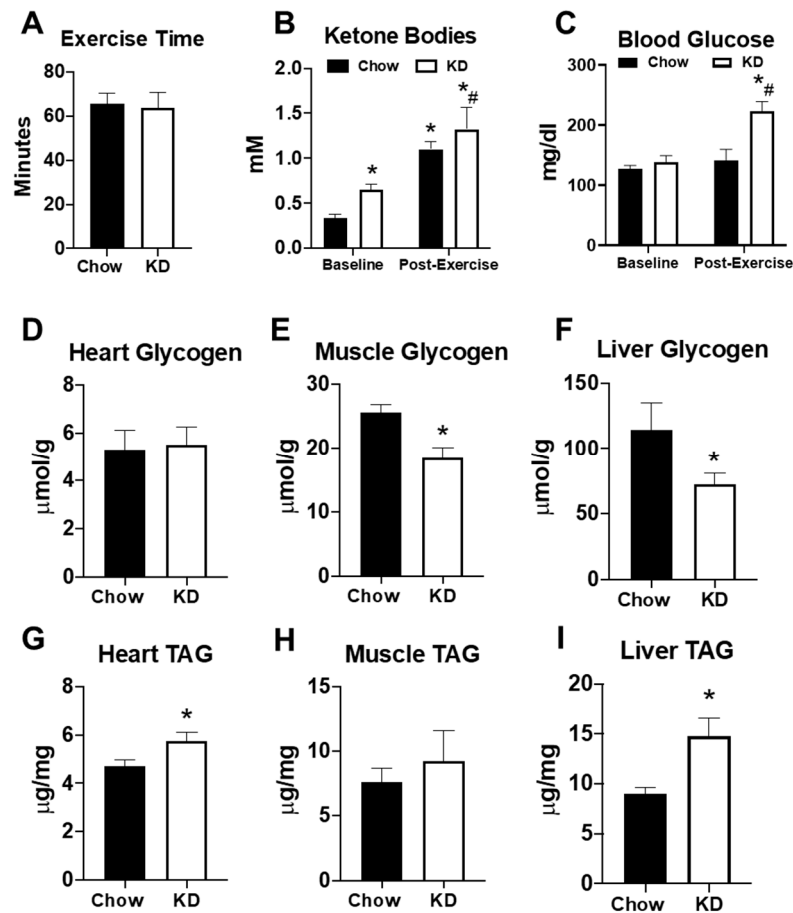 A
Exercise Time
Minutes
80
60
40
20
0
Chow KD
B
Ketone Bodies
Chow KD
mM
2.0
1.5
1.0
0.5
0.0
*
*
*#
Baseline Post-Exercise
C
Blood Glucose
Chow KD
mg/dl
300
200
100
0
*#
Baseline Post-Exercise
D
Heart Glycogen
μmol/g
8
6
4
2
0
Chow KD
E
Muscle Glycogen
μmol/g
30
20
10
0
*
Chow KD
F
Liver Glycogen
μmol/g
150
100
50
0
*
Chow KD
G
Heart TAG
μg/mg
8
6
4
2
0
*
Chow KD
H
Muscle TAG
μg/mg
15
10
5
0
Chow KD
I
Liver TAG
μg/mg
20
15
10
5
0
*
Chow KD